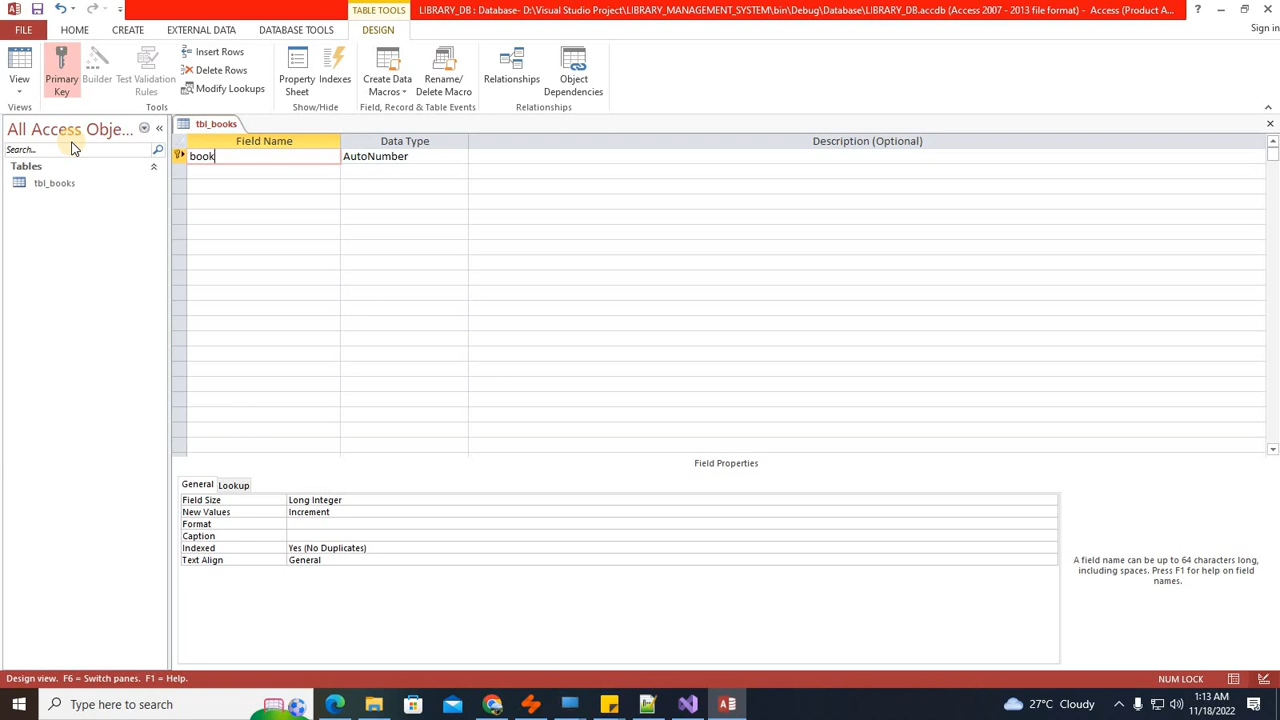 TABLE TOOLS
LIBRARY_DB : Database- D:\Visual Studio Project\LIBRARY_MANAGEMENT_SYSTEM\bin\Debug\Database\LIBRARY_DB.accdb (Access 2007 - 2013 file format) - Access (Product A...
FILE HOME CREATE EXTERNAL DATA DATABASE TOOLS DESIGN
Sign in
View
Primary Key
Builder
Test Validation Rules
Insert Rows
Delete Rows
Modify Lookups
Property Sheet
Indexes
Create Data Macros
Rename/ Delete Macro
Relationships
Object Dependencies
Views Tools Show/Hide Field, Record & Table Events Relationships
All Access Obje...
Search...
Tables
tbl_books
tbl_books
Field Name Data Type Description (Optional)
book AutoNumber
Field Properties
General Lookup
Field Size Long Integer
New Values Increment
Format
Caption
Indexed Yes (No Duplicates)
Text Align General
A field name can be up to 64 characters long,
including spaces. Press F1 for help on field
names.
Design view. F6 = Switch panes. F1 = Help.
NUM LOCK
Type here to search
27°C Cloudy
1:13 AM
11/18/2022